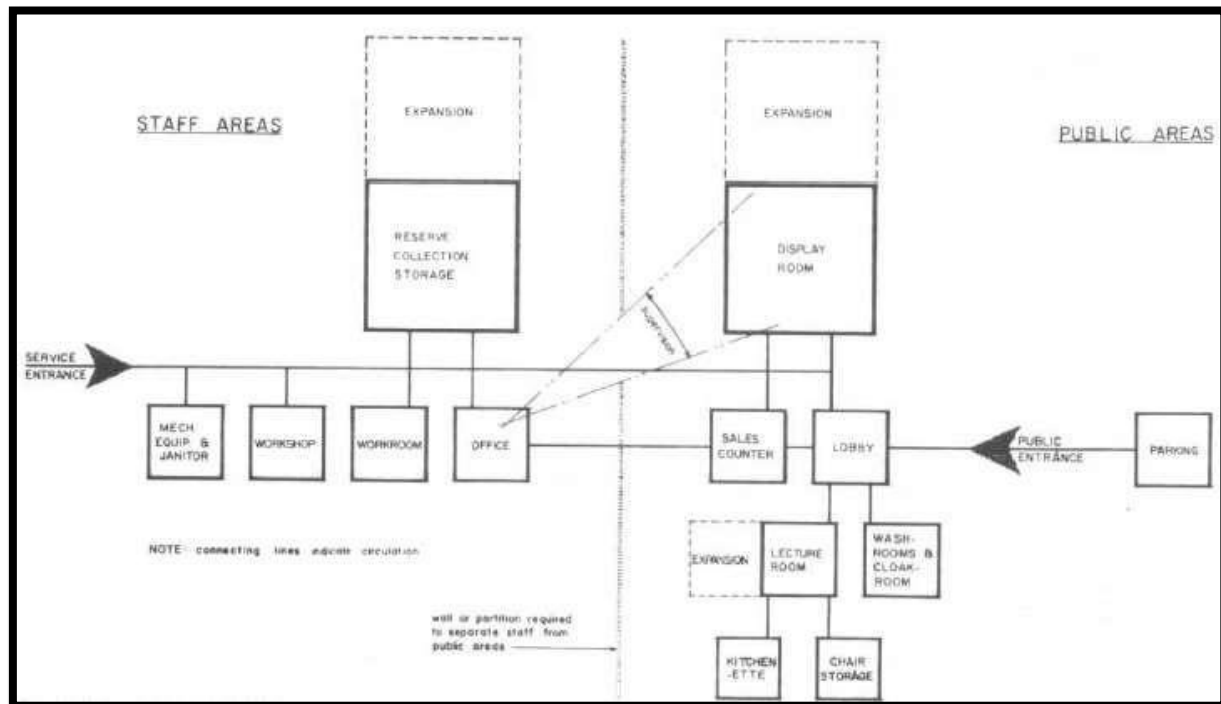 EXPANSION
EXPANSION
STAFF AREAS
PUBLIC AREAS
RESERVE
COLLECTION
STORAGE
DISPLAY
ROOM
supervision
SERVICE
ENTRANCE
MECH.
EQUIP. &
JANITOR
WORKSHOP
WORKROOM
OFFICE
SALES
COUNTER
LOBBY
PUBLIC
ENTRANCE
PARKING
NOTE: connecting lines indicate circulation
EXPANSION
LECTURE
ROOM
WASH-
ROOMS &
CLOAK-
ROOM
wall or partition required
to separate staff from
public areas
KITCHEN
-ETTE
CHAIR
STORAGE